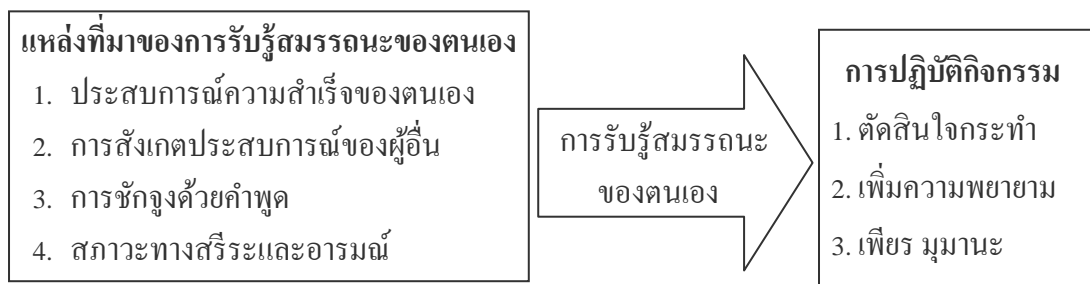 แหล่งที่มาของการรับรู้สมรรถนะของตนเอง
1. ประสบการณ์ความสำเร็จของตนเอง
2. การสังเกตประสบการณ์ของผู้อื่น
3. การชักจูงด้วยคำพูด
4. สภาวะทางสรีระและอารมณ์
การรับรู้สมรรถนะ
ของตนเอง
การปฏิบัติกิจกรรม
1. ตัดสินใจกระทำ
2. เพิ่มความพยายาม
3. เพียร มุมานะ